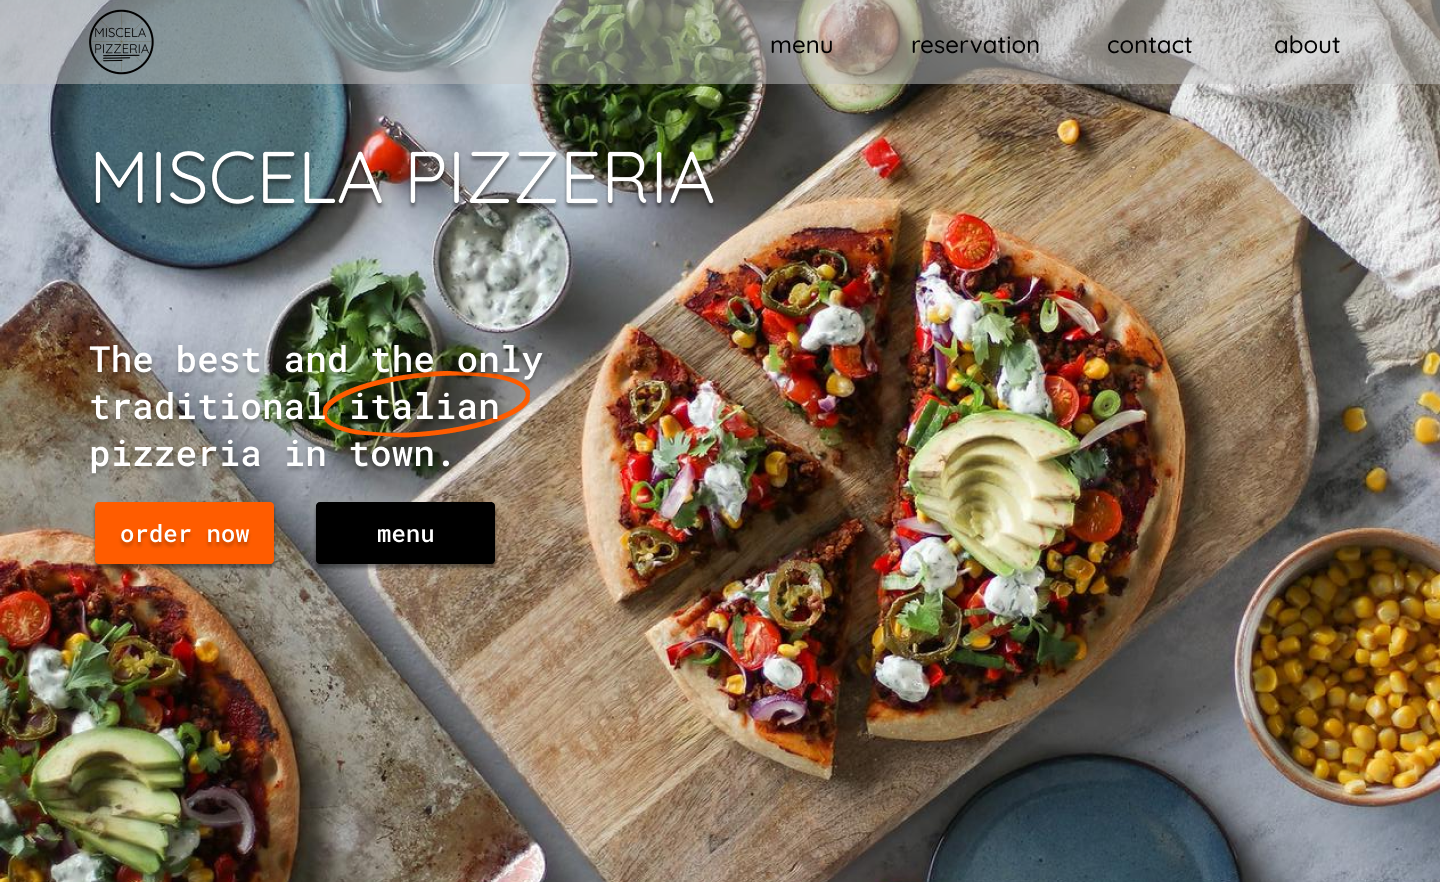 MISCELA
PIZZERIA
menu reservation contact about
MISCELA PIZZERIA
The best and the only
traditional italian
pizzeria in town.
order now menu